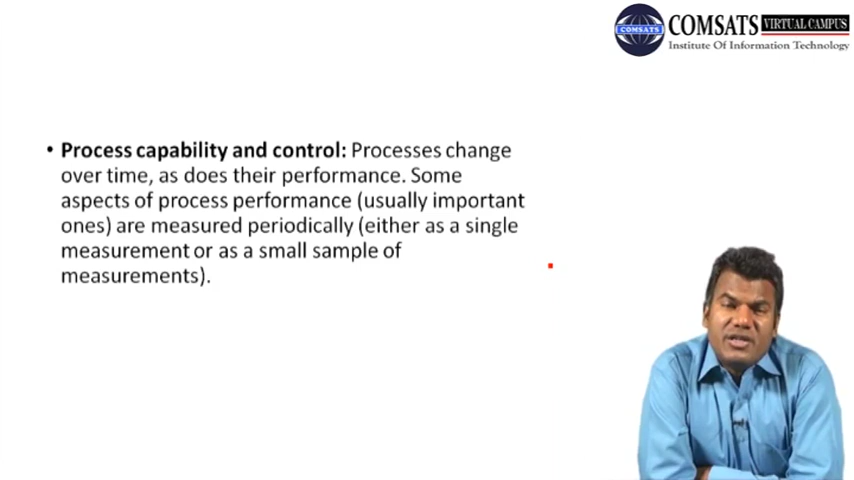 COMSATS VIRTUAL CAMPUS
COMSATS
Institute Of Information Technology
• Process capability and control: Processes change
over time, as does their performance. Some
aspects of process performance (usually important
ones) are measured periodically (either as a single
measurement or as a small sample of
measurements).